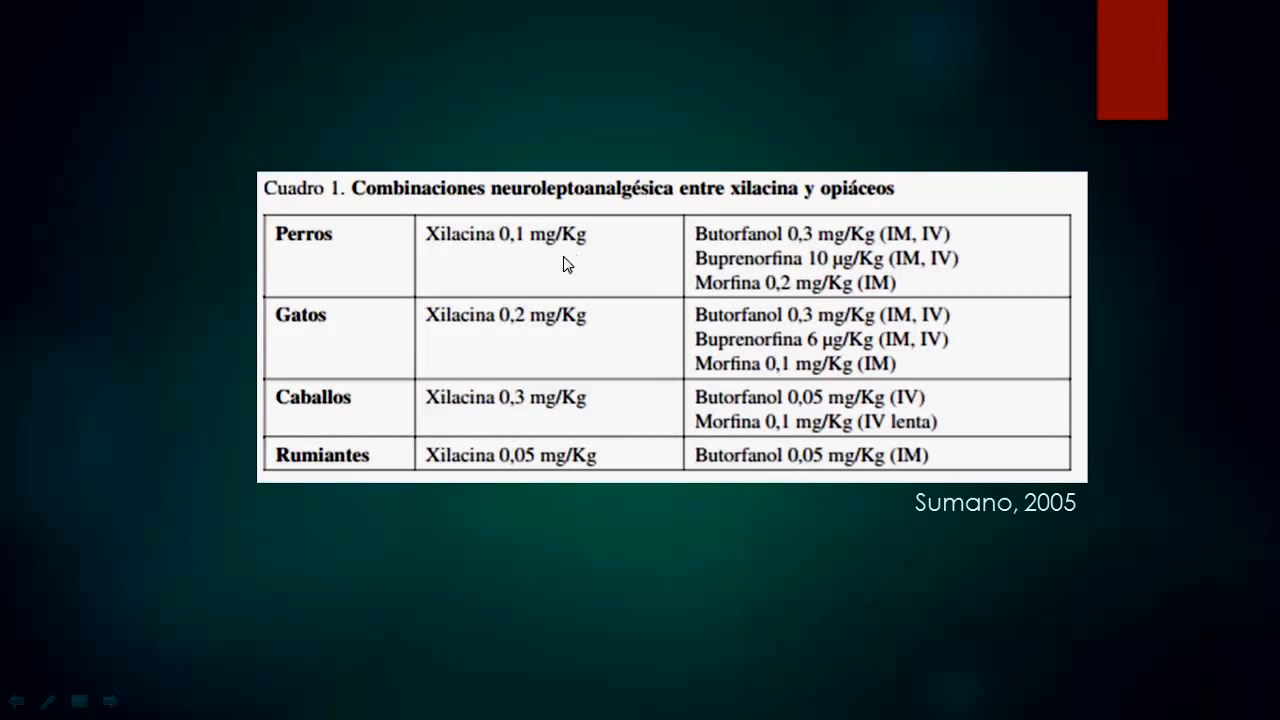 Cuadro 1. Combinaciones neuroleptoanalgésica entre xilacina y opiáceos
Perros Xilacina 0,1 mg/Kg Butorfanol 0,3 mg/Kg (IM, IV)
Buprenorfina 10 µg/Kg (IM, IV)
Morfina 0,2 mg/Kg (IM)
Gatos Xilacina 0,2 mg/Kg Butorfanol 0,3 mg/Kg (IM, IV)
Buprenorfina 6 µg/Kg (IM, IV)
Morfina 0,1 mg/Kg (IM)
Caballos Xilacina 0,3 mg/Kg Butorfanol 0,05 mg/Kg (IV)
Morfina 0,1 mg/Kg (IV lenta)
Rumiantes Xilacina 0,05 mg/Kg Butorfanol 0,05 mg/Kg (IM)
Sumano, 2005